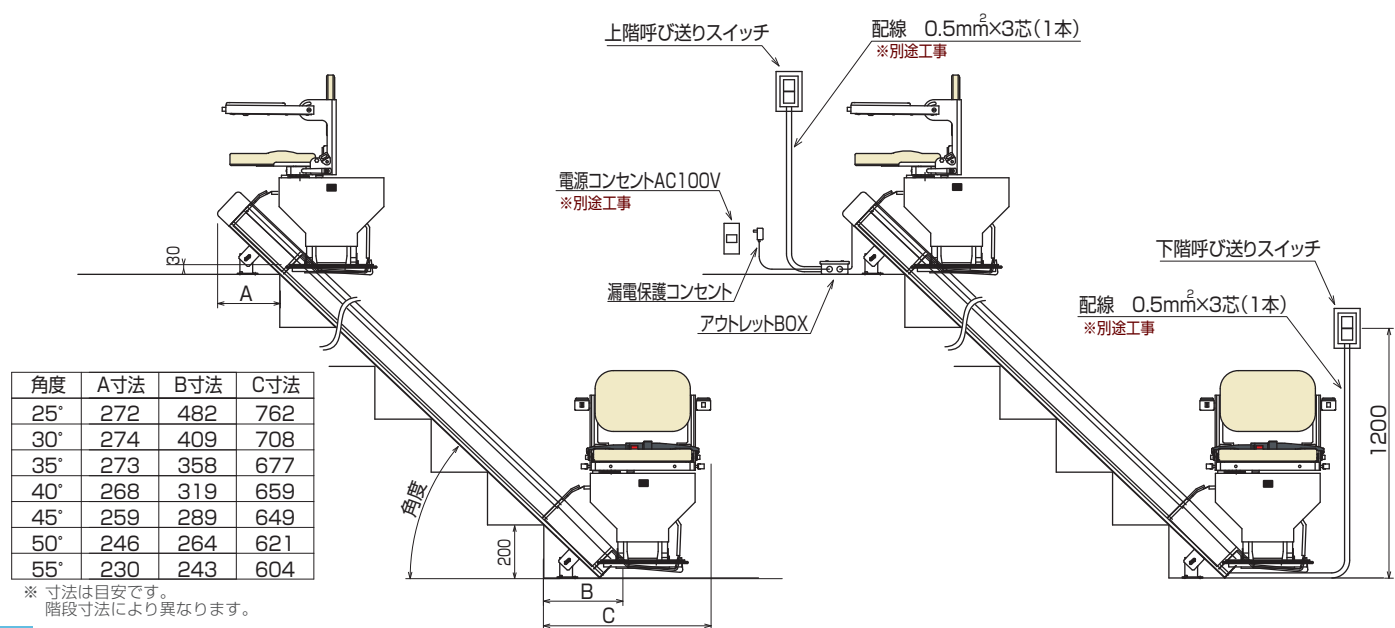 上階呼び送りスイッチ
配線 0.5mm²×3芯(1本)
※別途工事
電源コンセントAC100V
※別途工事
漏電保護コンセント
アウトレットBOX
下階呼び送りスイッチ
配線 0.5mm²×3芯(1本)
※別途工事
1200
30
A
角度
200
B
C
角度 A寸法 B寸法 C寸法
25° 272 482 762
30° 274 409 708
35° 273 358 677
40° 268 319 659
45° 259 289 649
50° 246 264 621
55° 230 243 604
※ 寸法は目安です。
階段寸法により異なります。